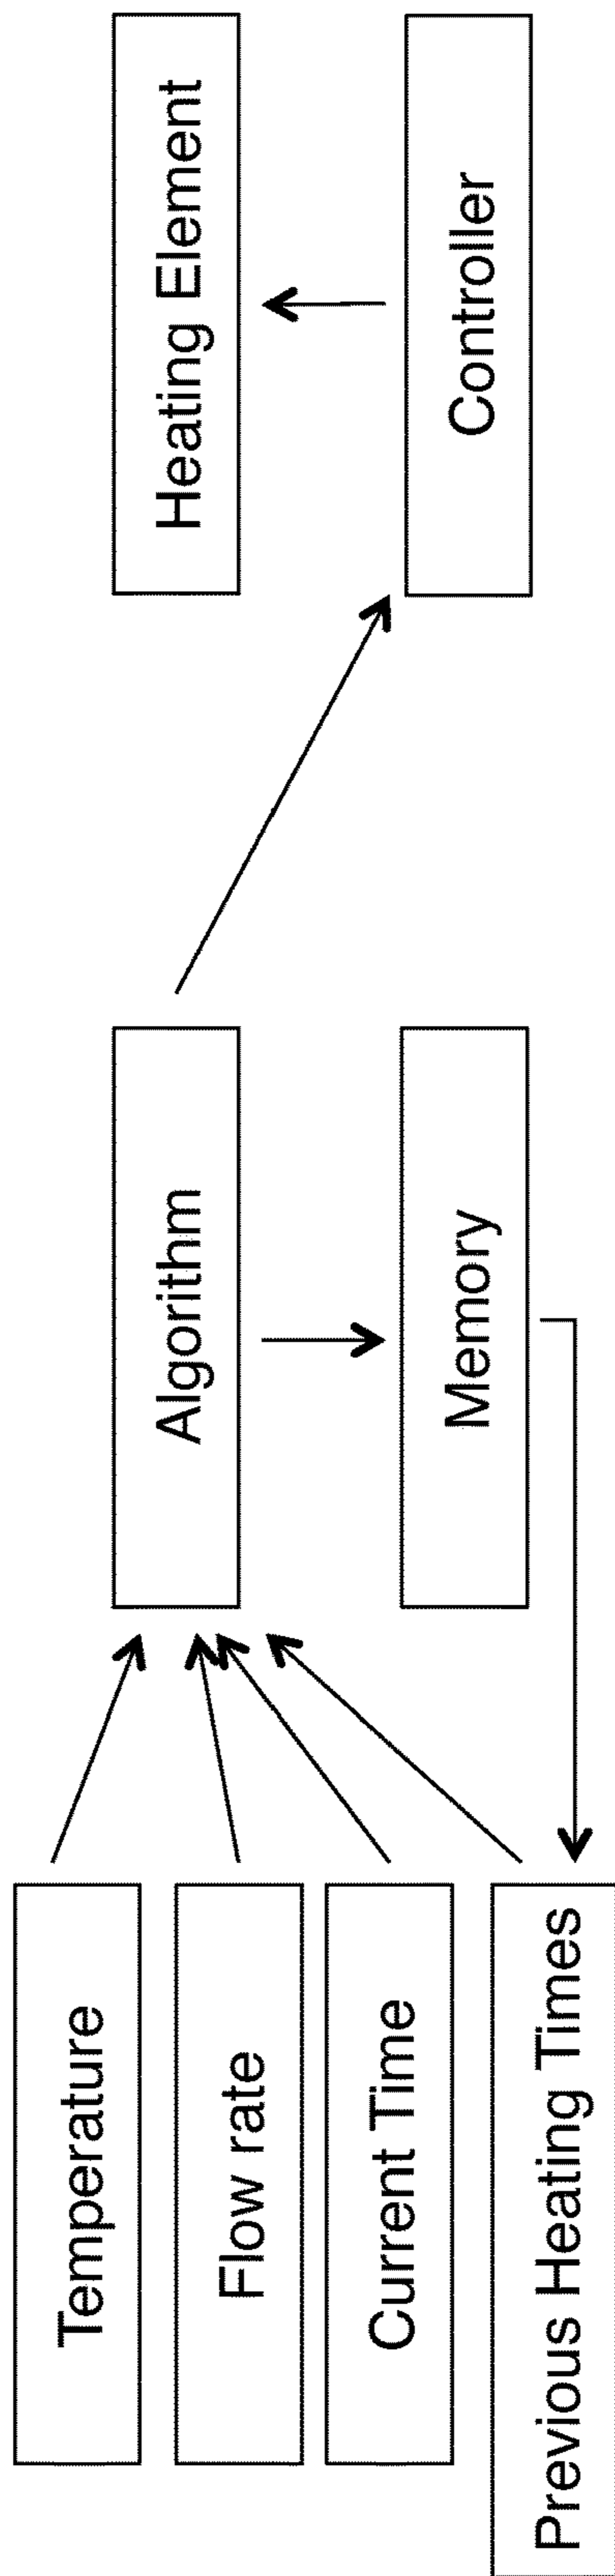 Temperature
Flow rate
Current Time
Previous Heating Times
Algorithm
Memory
Heating Element
Controller